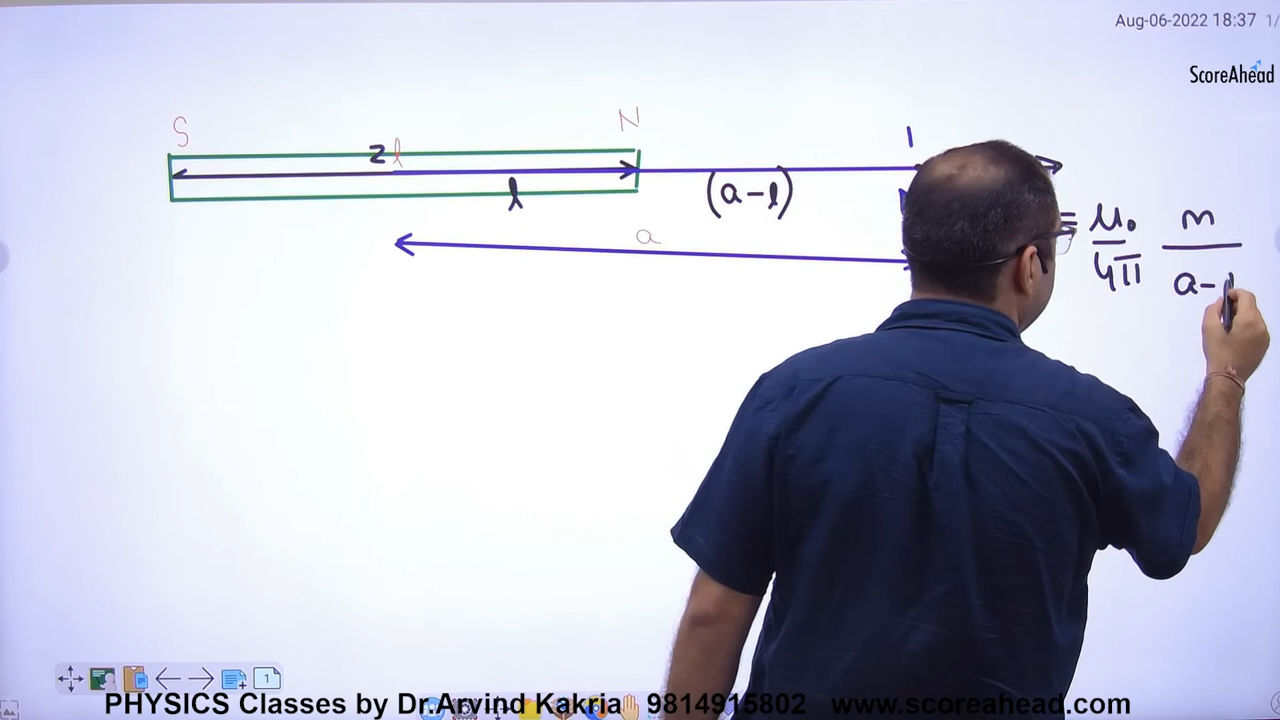 Aug-06-2022 18:37 1/
ScoreAhead
S N
2l
l (a-l)
a
= μ₀ m
4π a-l
1
PHYSICS Classes by Dr.Arvind Kakria 9814915802 www.scoreahead.com